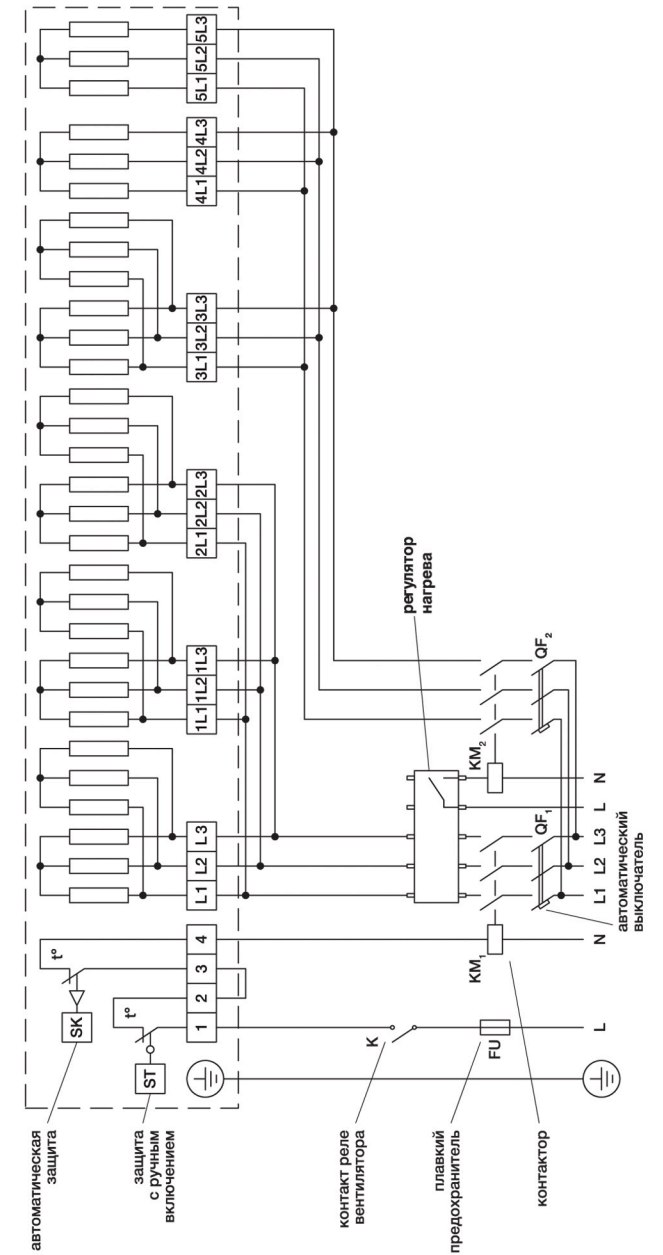 автоматическая
защита
защита
с ручным
включением
контакт реле
вентилятора
плавкий
предохранитель
контактор
SK
t°
ST
t°
1
2
3
4
L1
L2
L3
1L1
1L2
1L3
2L1
2L2
2L3
3L1
3L2
3L3
4L1
4L2
4L3
5L1
5L2
5L3
K
FU
KM1
KM2
QF1
QF2
регулятор
нагрева
L
N
L1
L2
L3
L
N
автоматический
выключатель